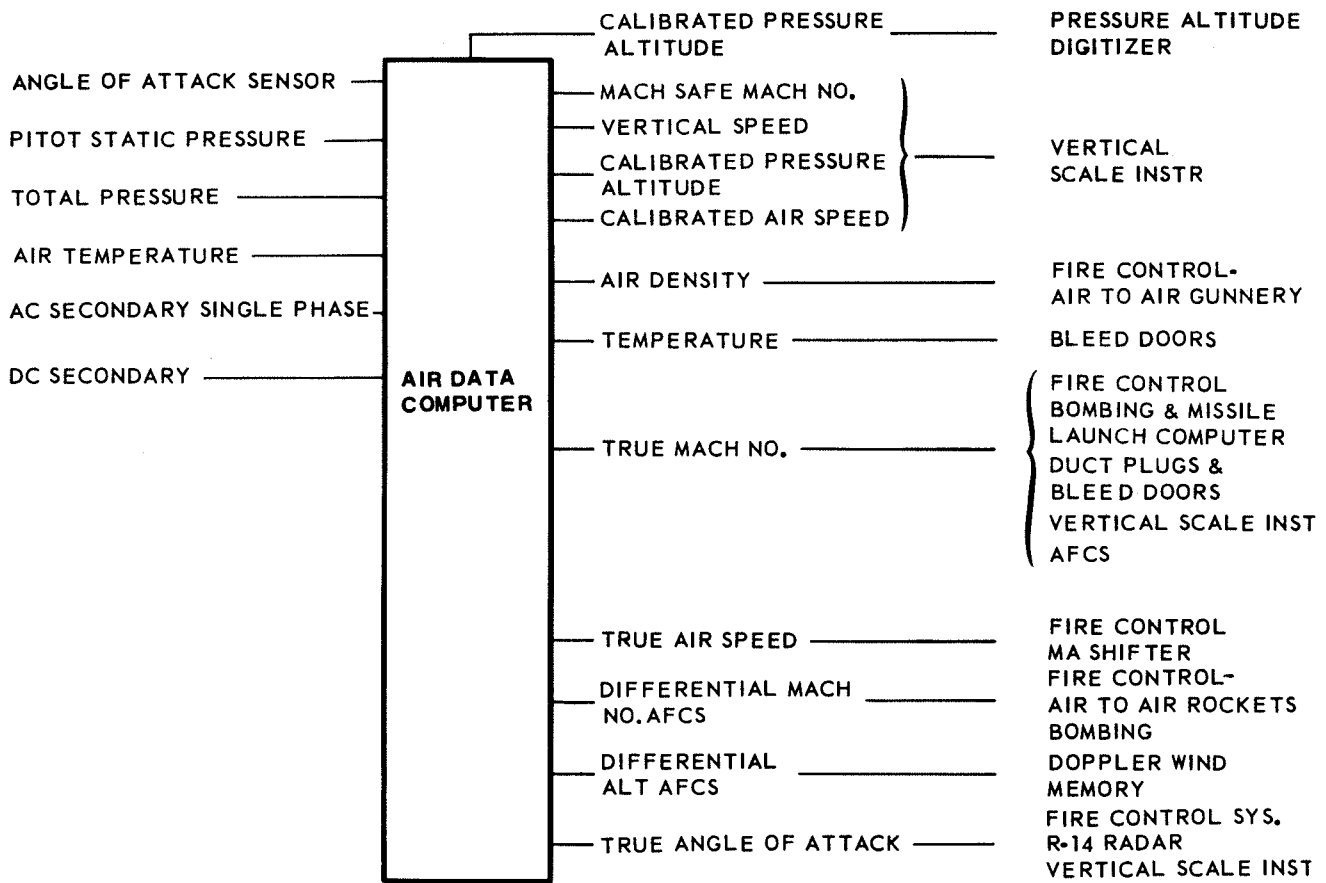 CALIBRATED PRESSURE
ALTITUDE
PRESSURE ALTITUDE
DIGITIZER
ANGLE OF ATTACK SENSOR
PITOT STATIC PRESSURE
TOTAL PRESSURE
AIR TEMPERATURE
AC SECONDARY SINGLE PHASE
DC SECONDARY
AIR DATA
COMPUTER
MACH SAFE MACH NO.
VERTICAL SPEED
CALIBRATED PRESSURE
ALTITUDE
CALIBRATED AIR SPEED
VERTICAL
SCALE INSTR
AIR DENSITY
FIRE CONTROL-
AIR TO AIR GUNNERY
TEMPERATURE
BLEED DOORS
TRUE MACH NO.
FIRE CONTROL
BOMBING & MISSILE
LAUNCH COMPUTER
DUCT PLUGS &
BLEED DOORS
VERTICAL SCALE INST
AFCS
TRUE AIR SPEED
FIRE CONTROL
MA SHIFTER
DIFFERENTIAL MACH
NO. AFCS
FIRE CONTROL-
AIR TO AIR ROCKETS
BOMBING
DIFFERENTIAL
ALT AFCS
DOPPLER WIND
MEMORY
TRUE ANGLE OF ATTACK
FIRE CONTROL SYS.
R-14 RADAR
VERTICAL SCALE INST